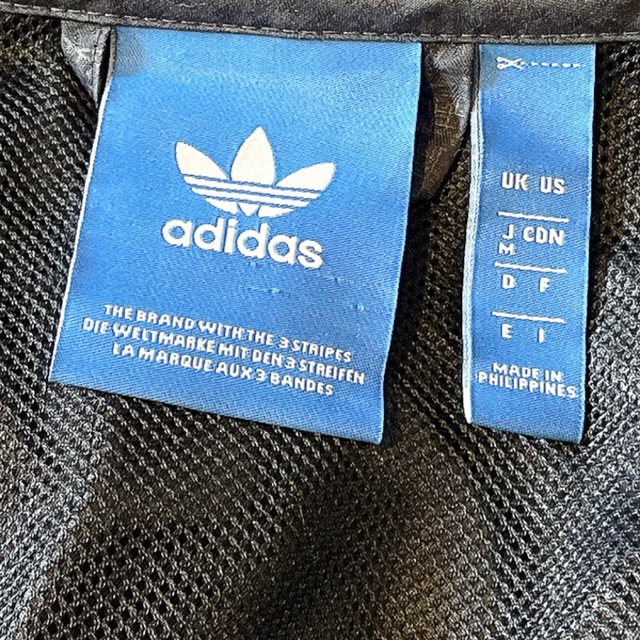 adidas
THE BRAND WITH THE 3 STRIPES
DIE WELTMARKE MIT DEN 3 STREIFEN
LA MARQUE AUX 3 BANDES
UK US
J CDN
M
D F
E I
MADE IN
PHILIPPINES